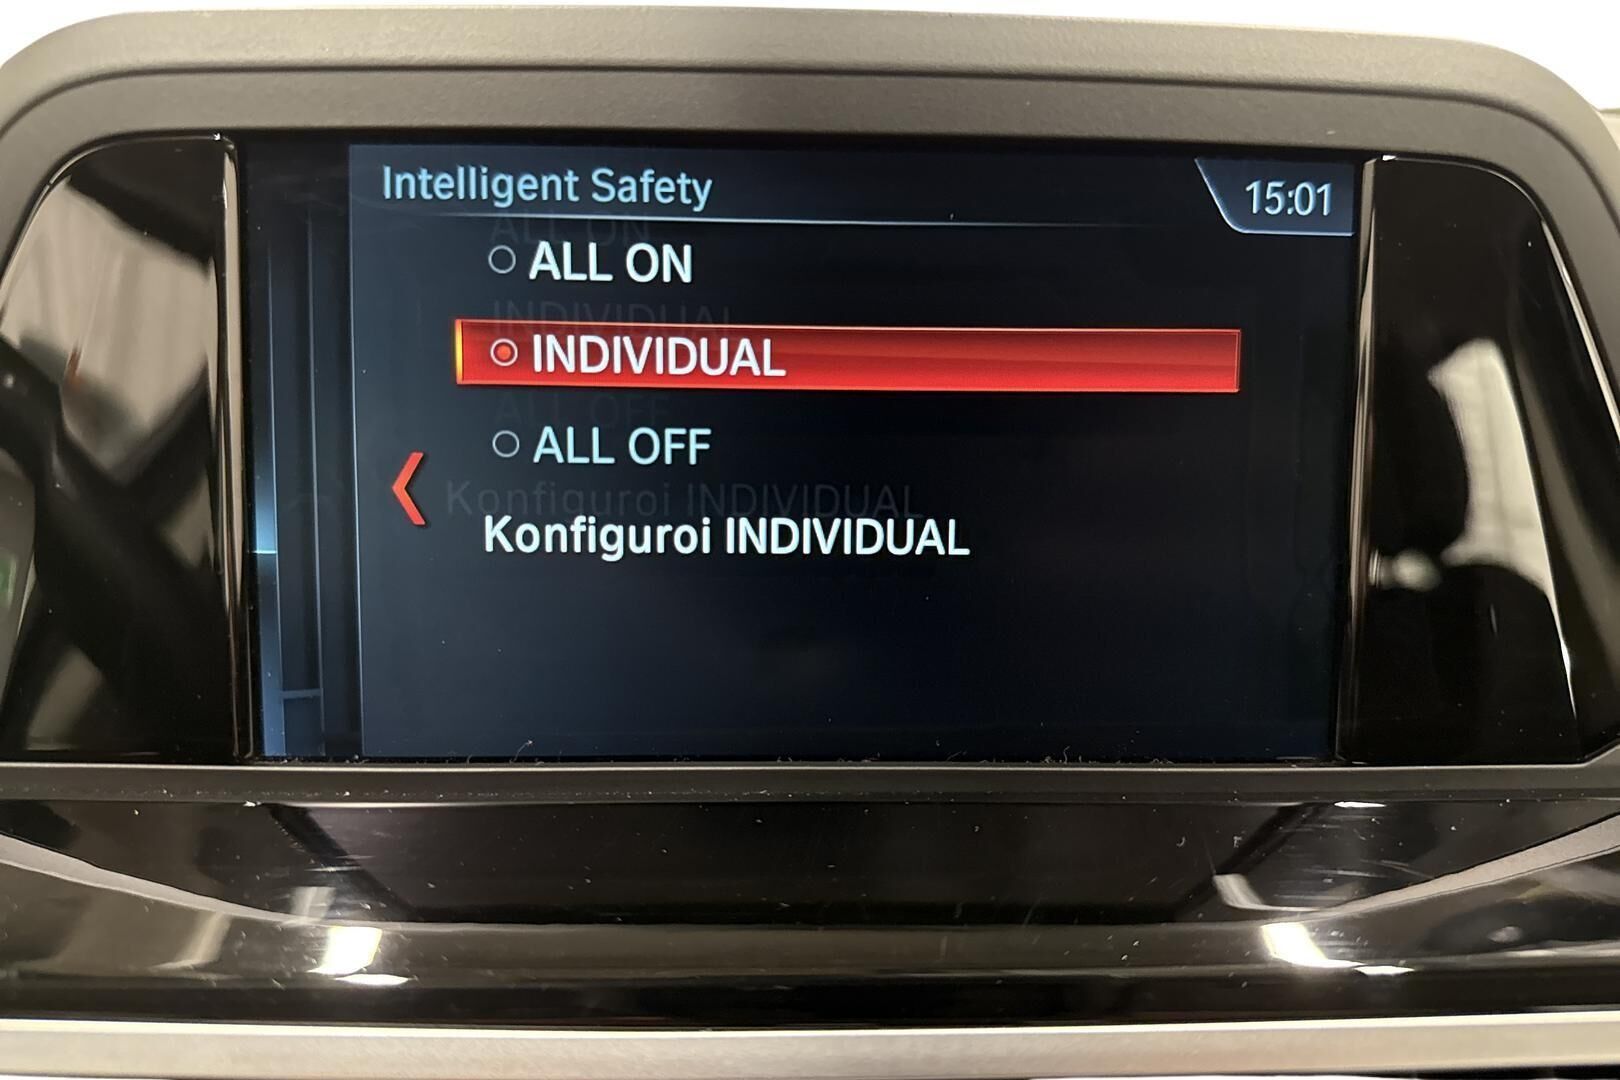 Intelligent Safety
15:01
ALL ON
INDIVIDUAL
ALL OFF
Konfiguroi INDIVIDUAL